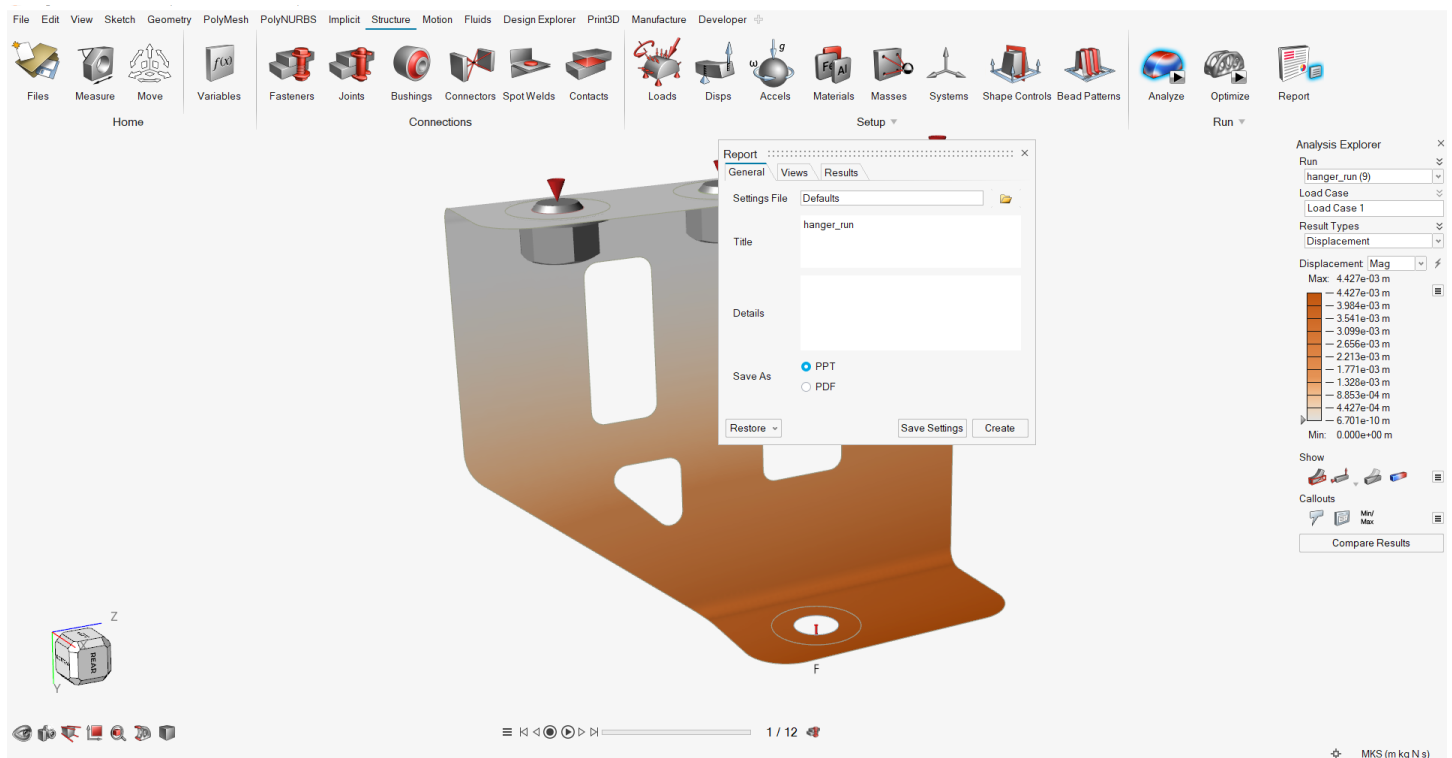 File Edit View Sketch Geometry PolyMesh PolyNURBS Implicit Structure Motion Fluids Design Explorer Print3D Manufacture Developer
f(x) g ω Fe Al
Files Measure Move Variables Fasteners Joints Bushings Connectors Spot Welds Contacts Loads Disps Accels Materials Masses Systems Shape Controls Bead Patterns Analyze Optimize Report
Home Connections Setup Run
Report
General Views Results
Settings File Defaults
Title hanger_run
Details
Save As
PPT
PDF
Restore Save Settings Create
Analysis Explorer
Run
hanger_run (9)
Load Case
Load Case 1
Result Types
Displacement
Displacement: Mag
Max: 4.427e-03 m
4.427e-03 m
3.984e-03 m
3.541e-03 m
3.099e-03 m
2.656e-03 m
2.213e-03 m
1.771e-03 m
1.328e-03 m
8.853e-04 m
4.427e-04 m
6.701e-10 m
Min: 0.000e+00 m
Show
Callouts
Min/
Max
Compare Results
F
Z
REAR
Y
1 / 12
MKS (m kg N s)